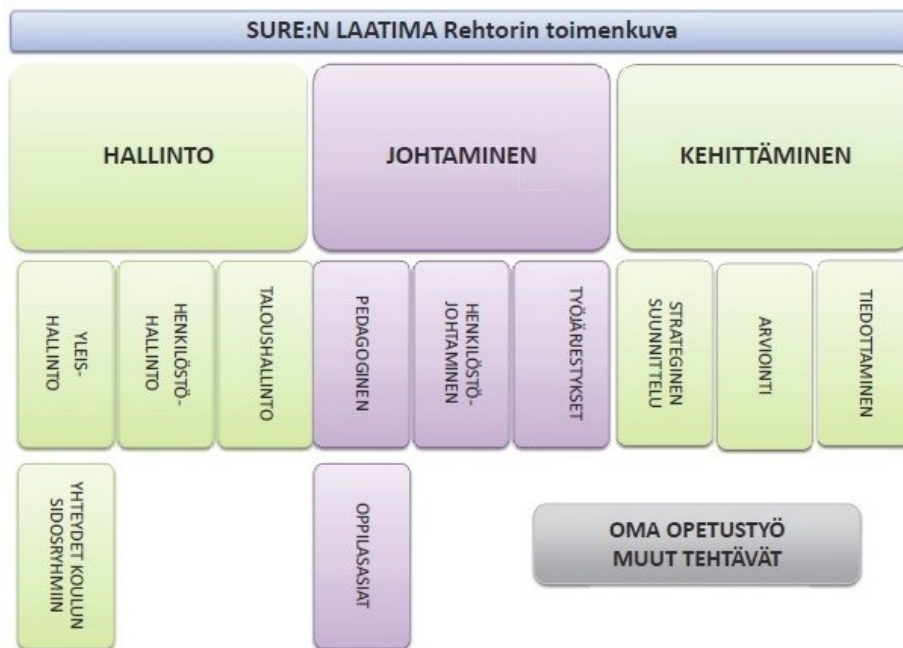 SURE:N LAATIMA Rehtorin toimenkuva
HALLINTO
JOHTAMINEN
KEHITTÄMINEN
YLEIS-
HALLINTO
HENKILÖSTÖ-
HALLINTO
TALOUSHALLINTO
PEDAGOGINEN
HENKILÖSTÖ-
JOHTAMINEN
TYÖJÄRJESTYKSET
STRATEGINEN
SUUNNITTELU
ARVIOINTI
TIEDOTTAMINEN
YHTEYDET KOULUN
SIDOSRYHMIIN
OPPILASASIAT
OMA OPETUSTYÖ
MUUT TEHTÄVÄT